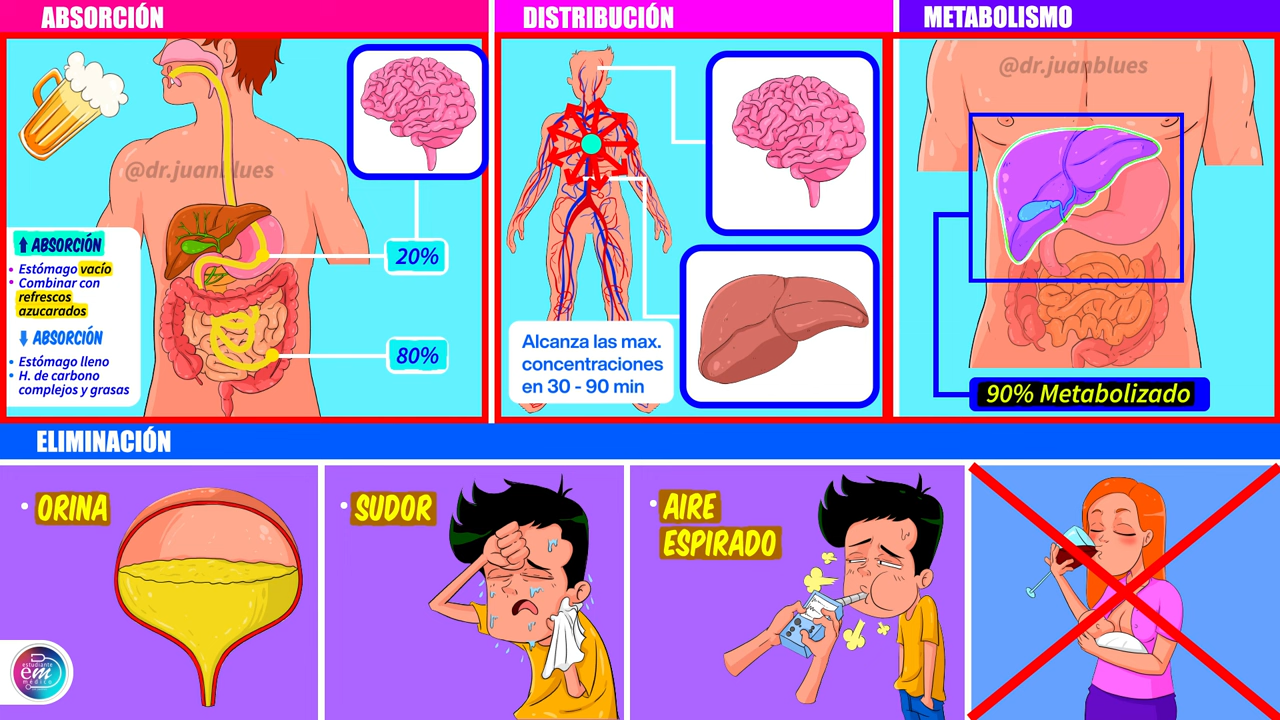 ABSORCIÓN
@dr.juanblues
⬆ ABSORCIÓN
• Estómago vacío
• Combinar con
refrescos
azucarados
⬇ ABSORCIÓN
• Estómago lleno
• H. de carbono
complejos y grasas
20%
80%
DISTRIBUCIÓN
Alcanza las max.
concentraciones
en 30 - 90 min
METABOLISMO
@dr.juanblues
90% Metabolizado
ELIMINACIÓN
• ORINA
estudiante
em
médico
• SUDOR
• AIRE
ESPIRADO